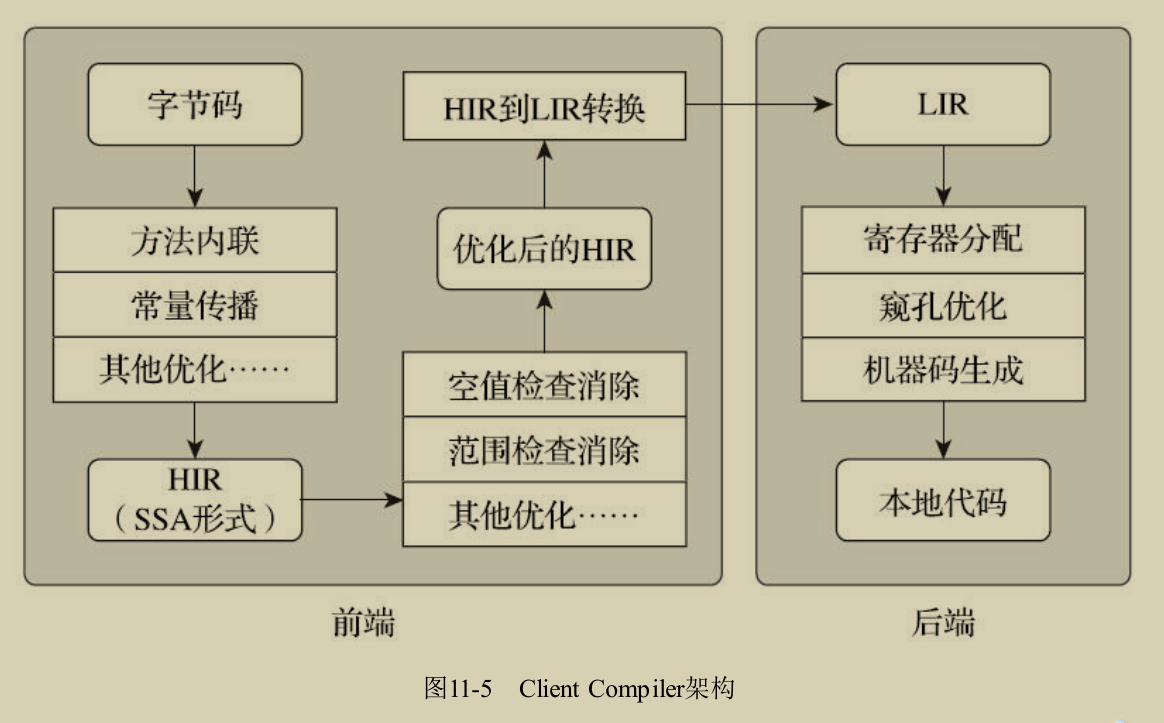 字节码
方法内联
常量传播
其他优化……
HIR
（SSA形式）
空值检查消除
范围检查消除
其他优化……
优化后的HIR
HIR到LIR转换
前端
LIR
寄存器分配
窥孔优化
机器码生成
本地代码
后端
图11-5 Client Compiler架构